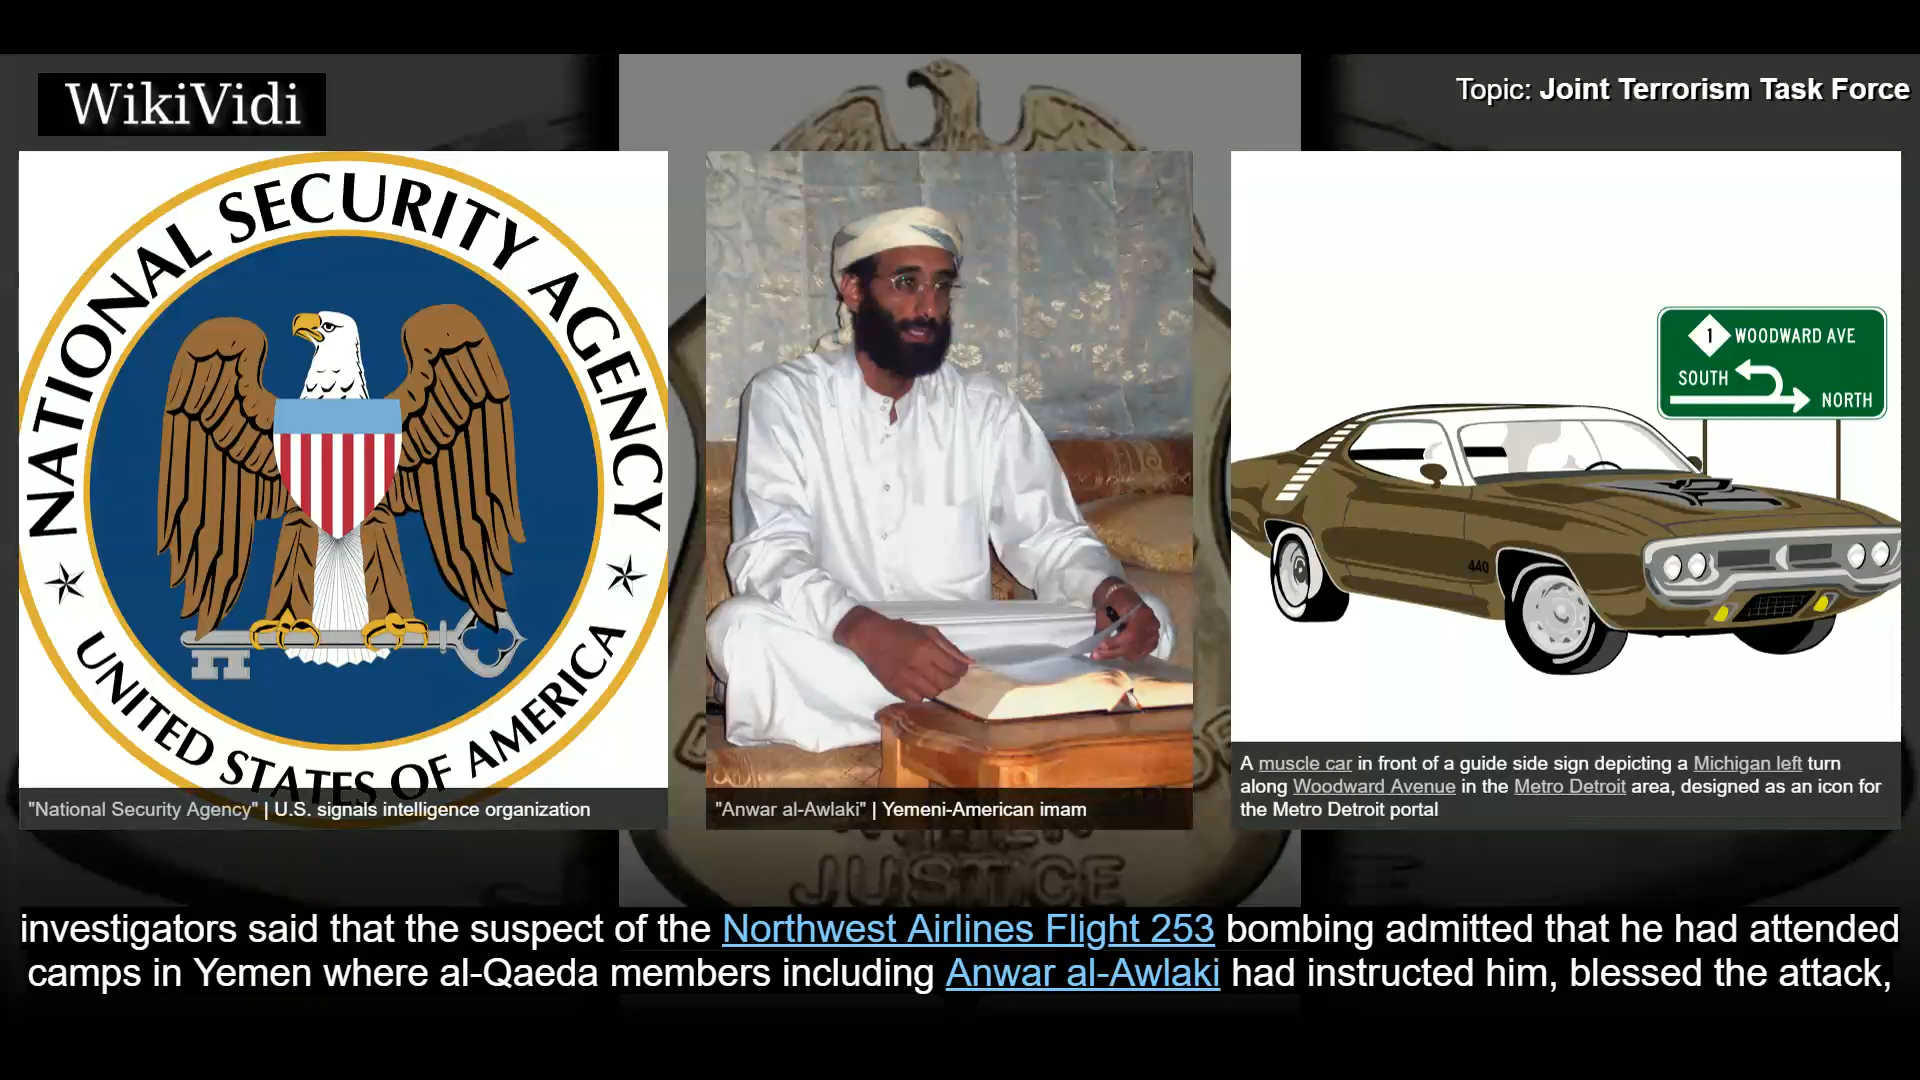 WikiVidi
Topic: Joint Terrorism Task Force
NATIONAL SECURITY AGENCY
UNITED STATES OF AMERICA
"National Security Agency" | U.S. signals intelligence organization
"Anwar al-Awlaki" | Yemeni-American imam
1 WOODWARD AVE
SOUTH
NORTH
440
A muscle car in front of a guide side sign depicting a Michigan left turn
along Woodward Avenue in the Metro Detroit area, designed as an icon for
the Metro Detroit portal
JUSTICE
investigators said that the suspect of the Northwest Airlines Flight 253 bombing admitted that he had attended
camps in Yemen where al-Qaeda members including Anwar al-Awlaki had instructed him, blessed the attack,